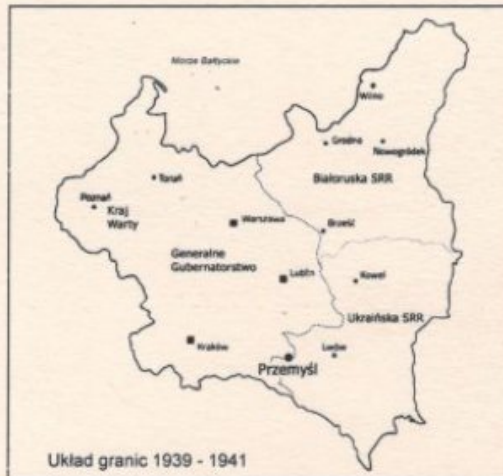 Morze Bałtyckie
Wilno
Grodno
Nowogródek
Białoruska SRR
Toruń
Poznań
Kraj
Warty
Warszawa
Brześć
Generalne
Gubernatorstwo
Lublin
Kowel
Ukraińska SRR
Kraków
Lwów
Przemyśl
Układ granic 1939 - 1941